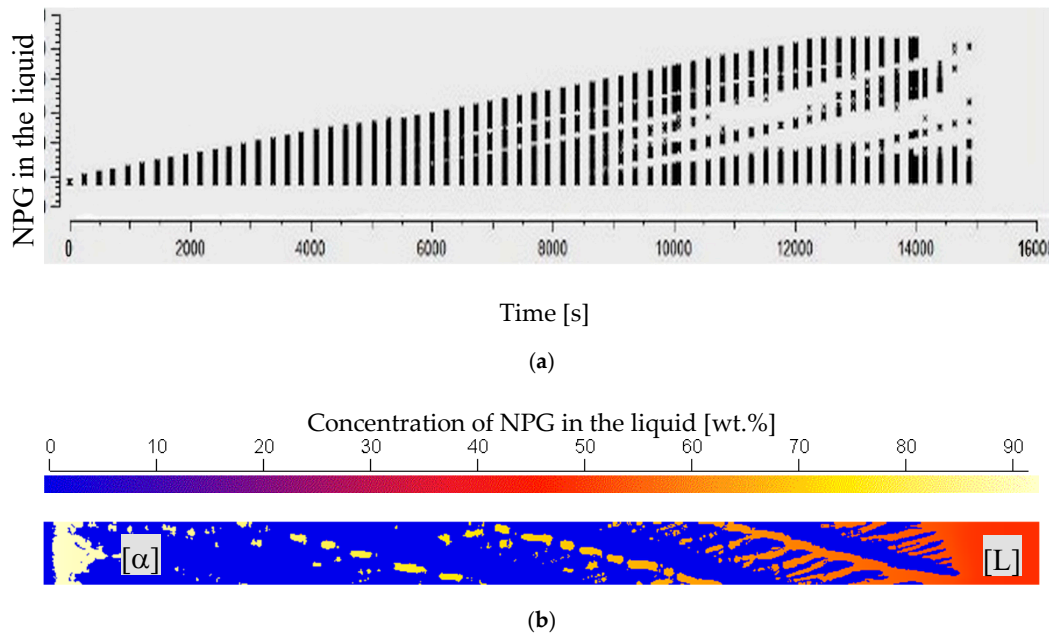 NPG in the liquid
0 2000 4000 6000 8000 10000 12000 14000 16000
Time [s]
(a)
Concentration of NPG in the liquid [wt.%]
0 10 20 30 40 50 60 70 80 90
[α] [L]
(b)